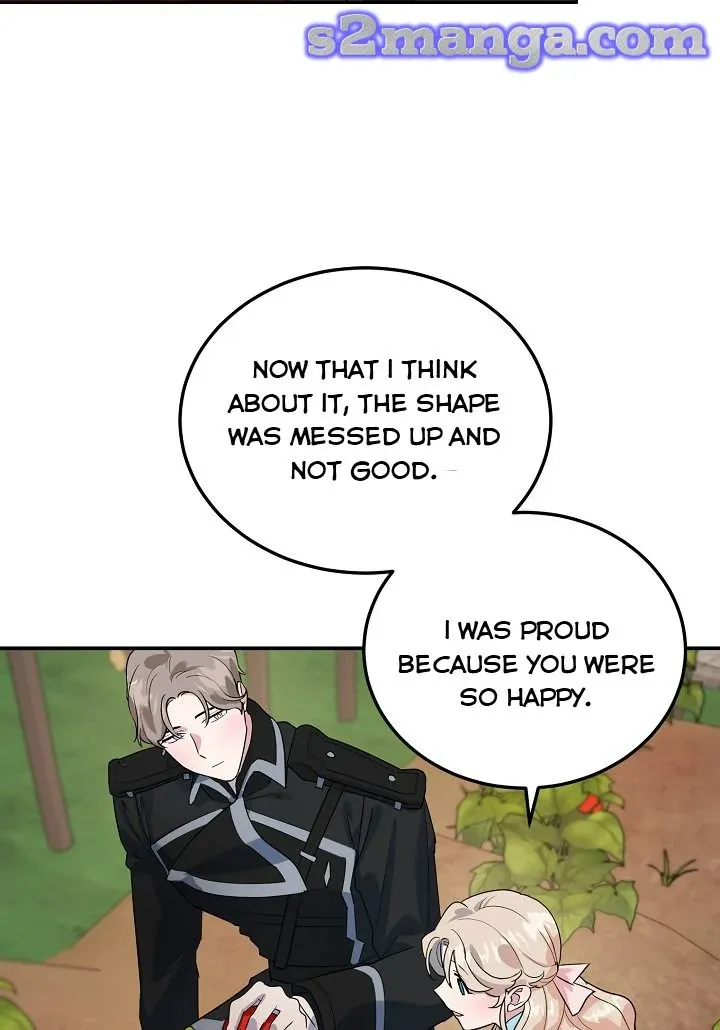 s2manga.com
NOW THAT I THINK
ABOUT IT, THE SHAPE
WAS MESSED UP AND
NOT GOOD.
I WAS PROUD
BECAUSE YOU WERE
SO HAPPY.